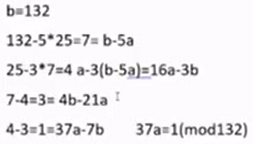 b=132
132-5*25=7= b-5a
25-3*7=4 a-3(b-5a)=16a-3b
7-4=3= 4b-21a
4-3=1=37a-7b 37a=1(mod132)